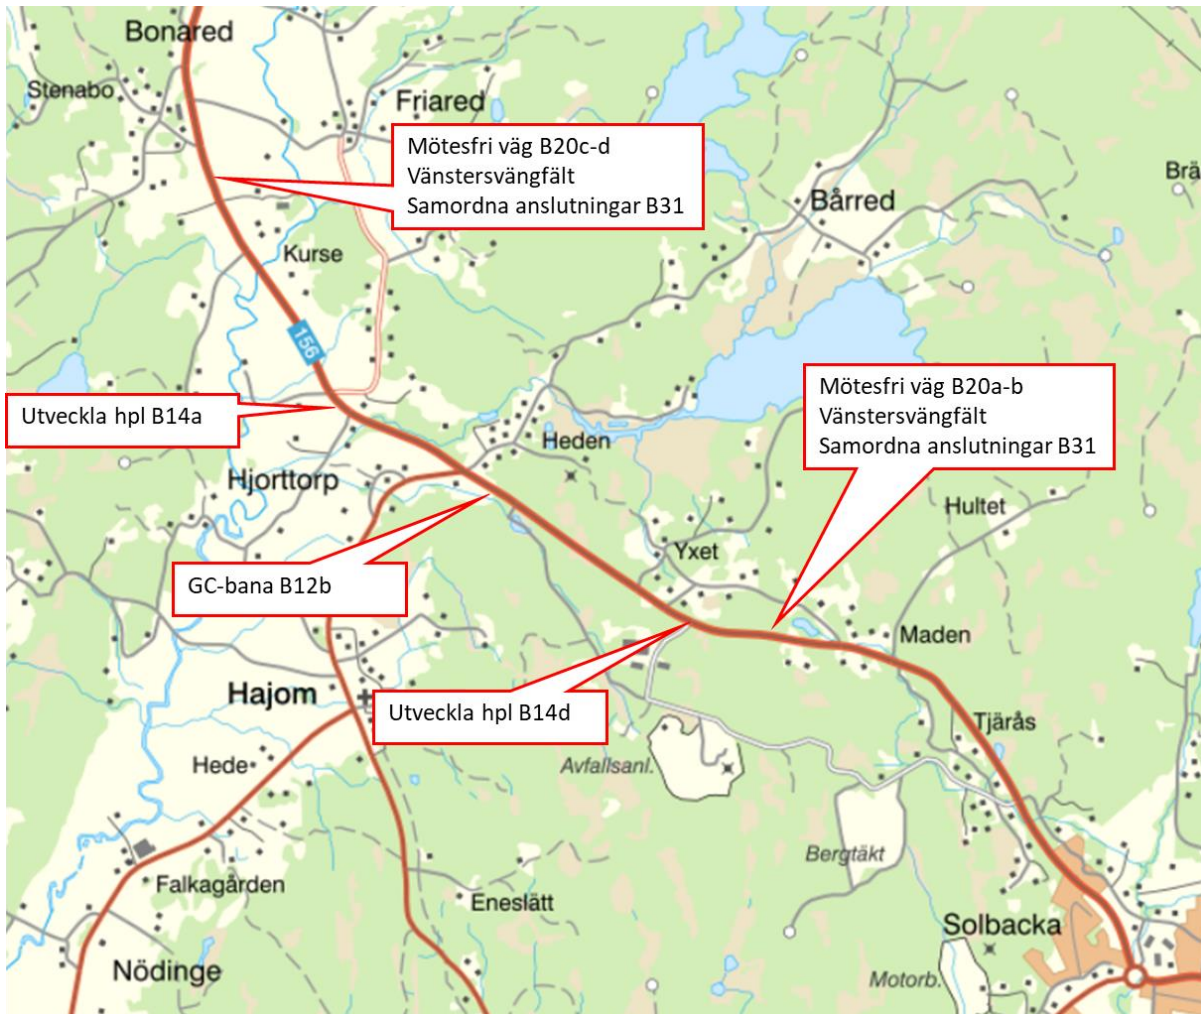 Bonared
Stenabo
Friared
Mötesfri väg B20c-d
Vänstersvängfält
Samordna anslutningar B31
Brä
Bårred
Kurse
156
Utveckla hpl B14a
Mötesfri väg B20a-b
Vänstersvängfält
Samordna anslutningar B31
Heden
Hjorttorp
Hultet
Yxet
GC-bana B12b
Maden
Hajom
Utveckla hpl B14d
Tjärås
Hede
Avfallsanl.
Bergtäkt
Falkagården
Eneslätt
Solbacka
Nödinge
Motorb.